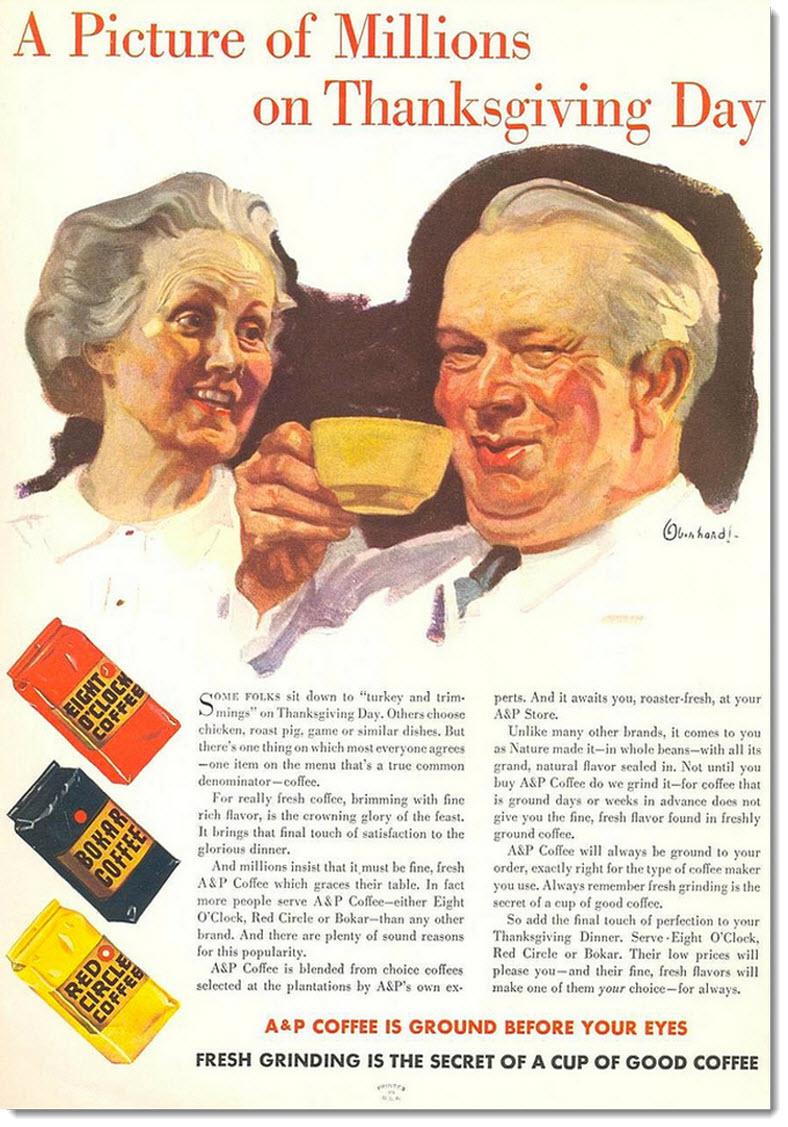 A Picture of Millions
on Thanksgiving Day
EIGHT
O'CLOCK
COFFEE
BOKAR
COFFEE
RED
CIRCLE
COFFEE
SOME FOLKS sit down to “turkey and trim-
mings” on Thanksgiving Day. Others choose
chicken, roast pig, game or similar dishes. But
there's one thing on which most everyone agrees
—one item on the menu that's a true common
denominator—coffee.
For really fresh coffee, brimming with fine
rich flavor, is the crowning glory of the feast.
It brings that final touch of satisfaction to the
glorious dinner.
And millions insist that it must be fine, fresh
A&P Coffee which graces their table. In fact
more people serve A&P Coffee—either Eight
O'Clock, Red Circle or Bokar—than any other
brand. And there are plenty of sound reasons
for this popularity.
A&P Coffee is blended from choice coffees
selected at the plantations by A&P's own ex-
perts. And it awaits you, roaster-fresh, at your
A&P Store.
Unlike many other brands, it comes to you
as Nature made it—in whole beans—with all its
grand, natural flavor sealed in. Not until you
buy A&P Coffee do we grind it—for coffee that
is ground days or weeks in advance does not
give you the fine, fresh flavor found in freshly
ground coffee.
A&P Coffee will always be ground to your
order, exactly right for the type of coffee maker
you use. Always remember fresh grinding is the
secret of a cup of good coffee.
So add the final touch of perfection to your
Thanksgiving Dinner. Serve-Eight O'Clock,
Red Circle or Bokar. Their low prices will
please you—and their fine, fresh flavors will
make one of them your choice—for always.
A&P COFFEE IS GROUND BEFORE YOUR EYES
FRESH GRINDING IS THE SECRET OF A CUP OF GOOD COFFEE
PRINTED
IN
U.S.A.